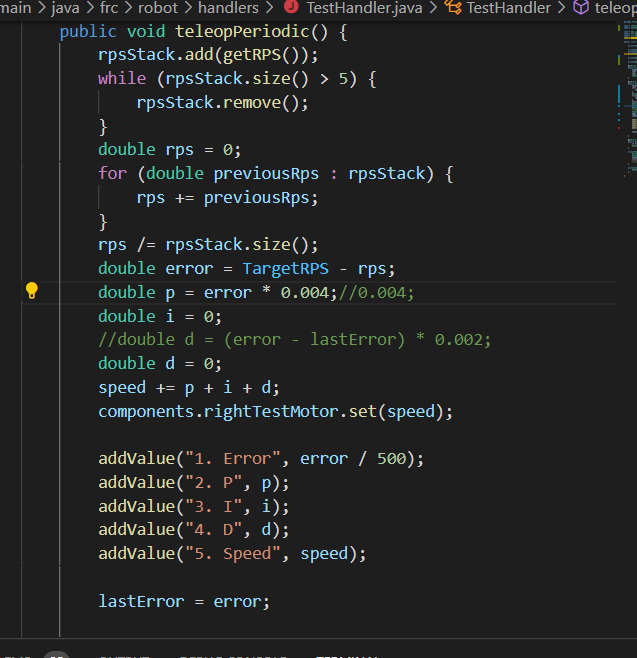 main > java > frc > robot > handlers > TestHandler.java > TestHandler > teleop
public void teleopPeriodic() {
rpsStack.add(getRPS());
while (rpsStack.size() > 5) {
rpsStack.remove();
}
double rps = 0;
for (double previousRps : rpsStack) {
rps += previousRps;
}
rps /= rpsStack.size();
double error = TargetRPS - rps;
double p = error * 0.004;//0.004;
double i = 0;
//double d = (error - lastError) * 0.002;
double d = 0;
speed += p + i + d;
components.rightTestMotor.set(speed);
addValue("1. Error", error / 500);
addValue("2. P", p);
addValue("3. I", i);
addValue("4. D", d);
addValue("5. Speed", speed);
lastError = error;